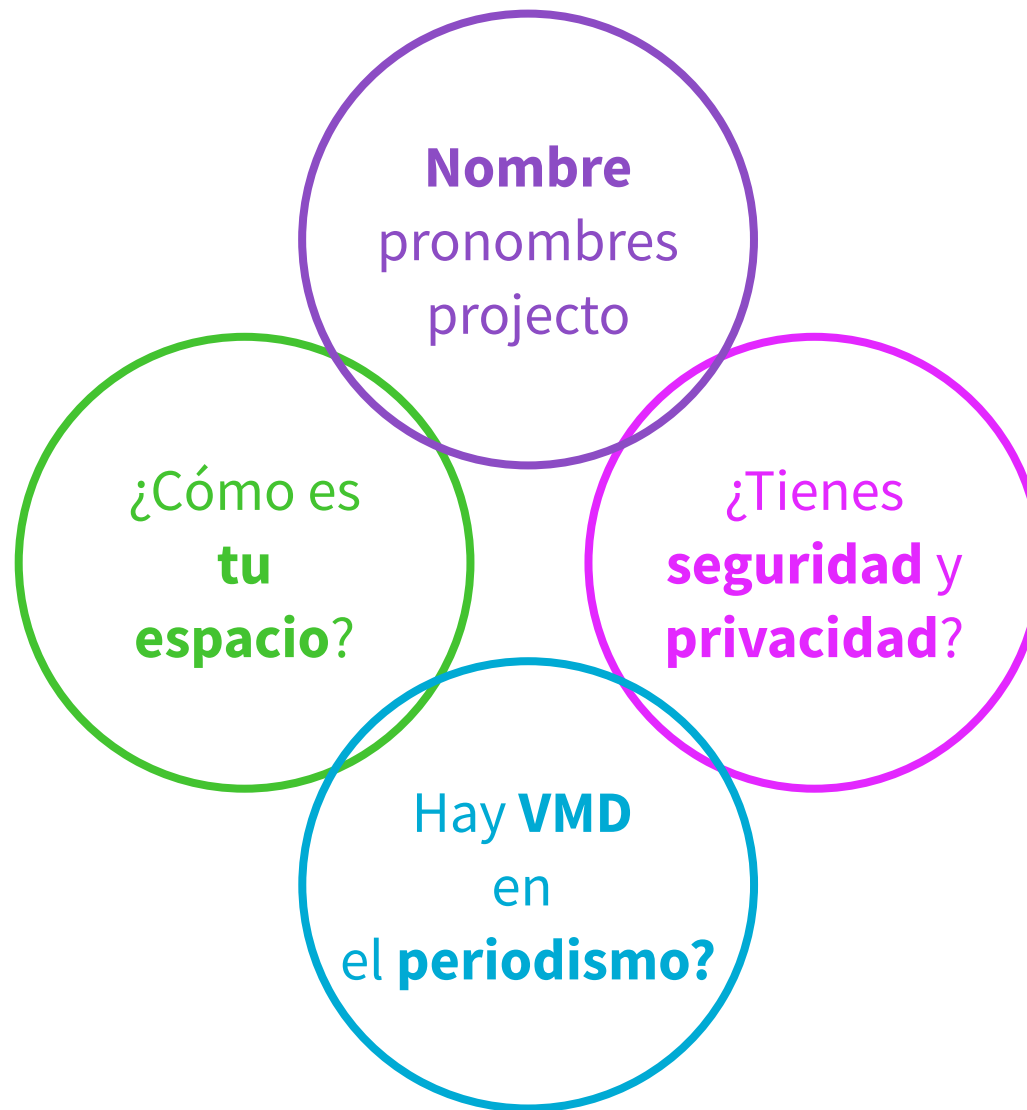 Nombre
pronombres
projecto
¿Cómo es
tu
espacio?
¿Tienes
seguridad y
privacidad?
Hay VMD
en
el periodismo?